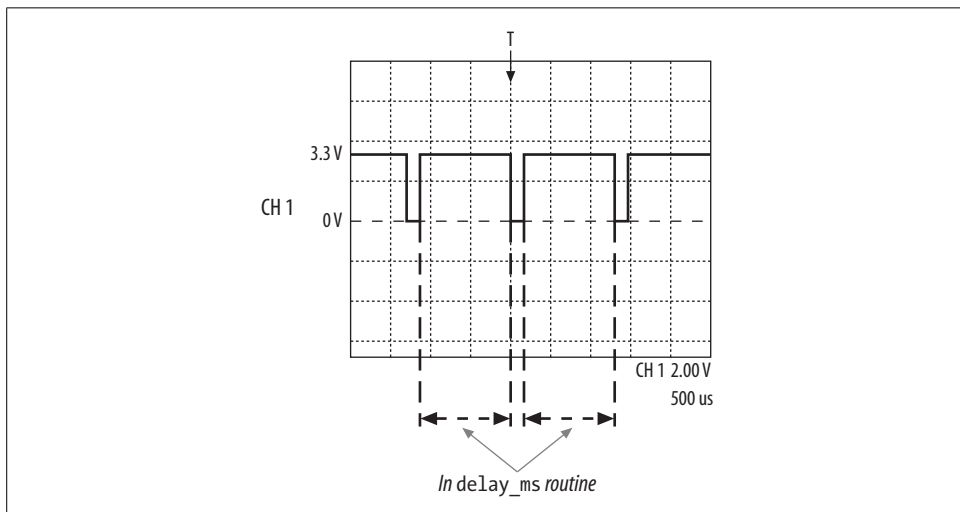 T
3.3 V
CH 1
0 V
CH 1 2.00 V
500 us
In delay_ms routine